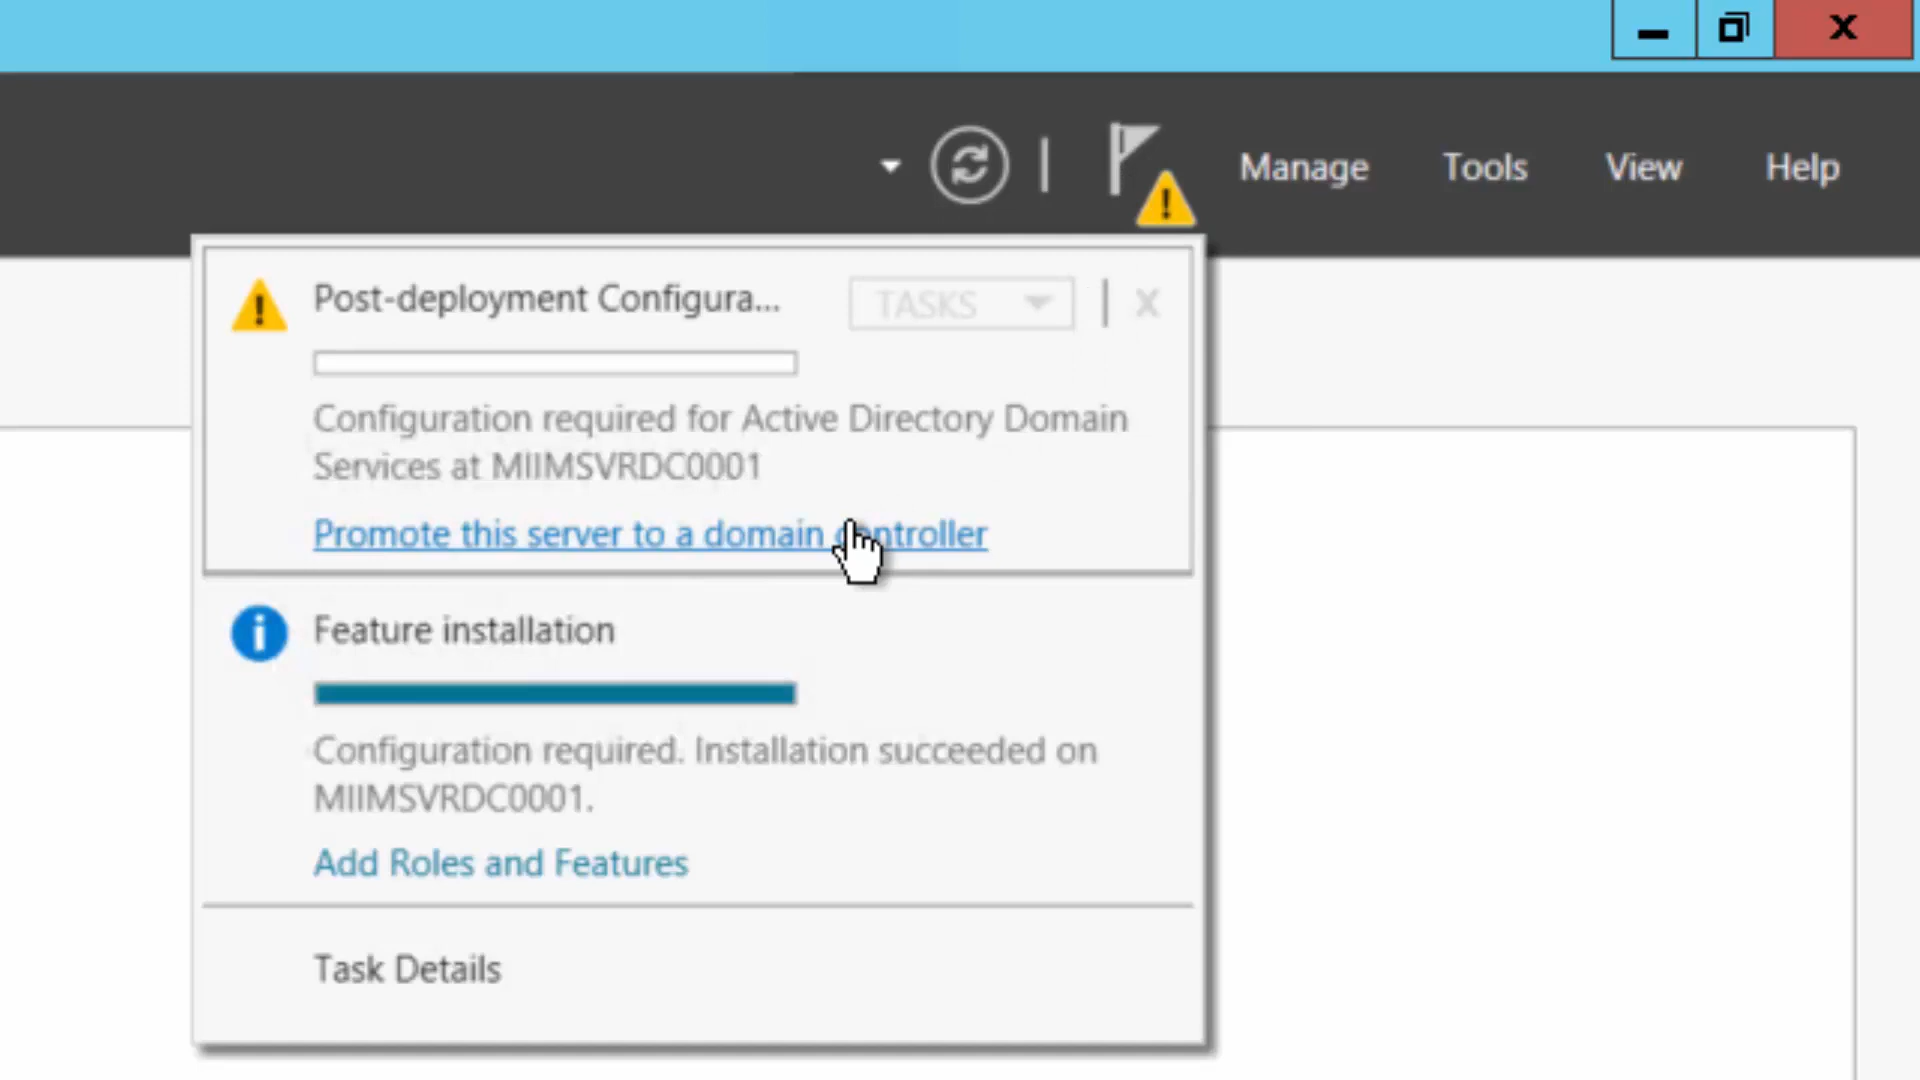 Manage Tools View Help
Post-deployment Configura... TASKS X
Configuration required for Active Directory Domain
Services at MIIMSVRDC0001
Promote this server to a domain controller
Feature installation
Configuration required. Installation succeeded on
MIIMSVRDC0001.
Add Roles and Features
Task Details